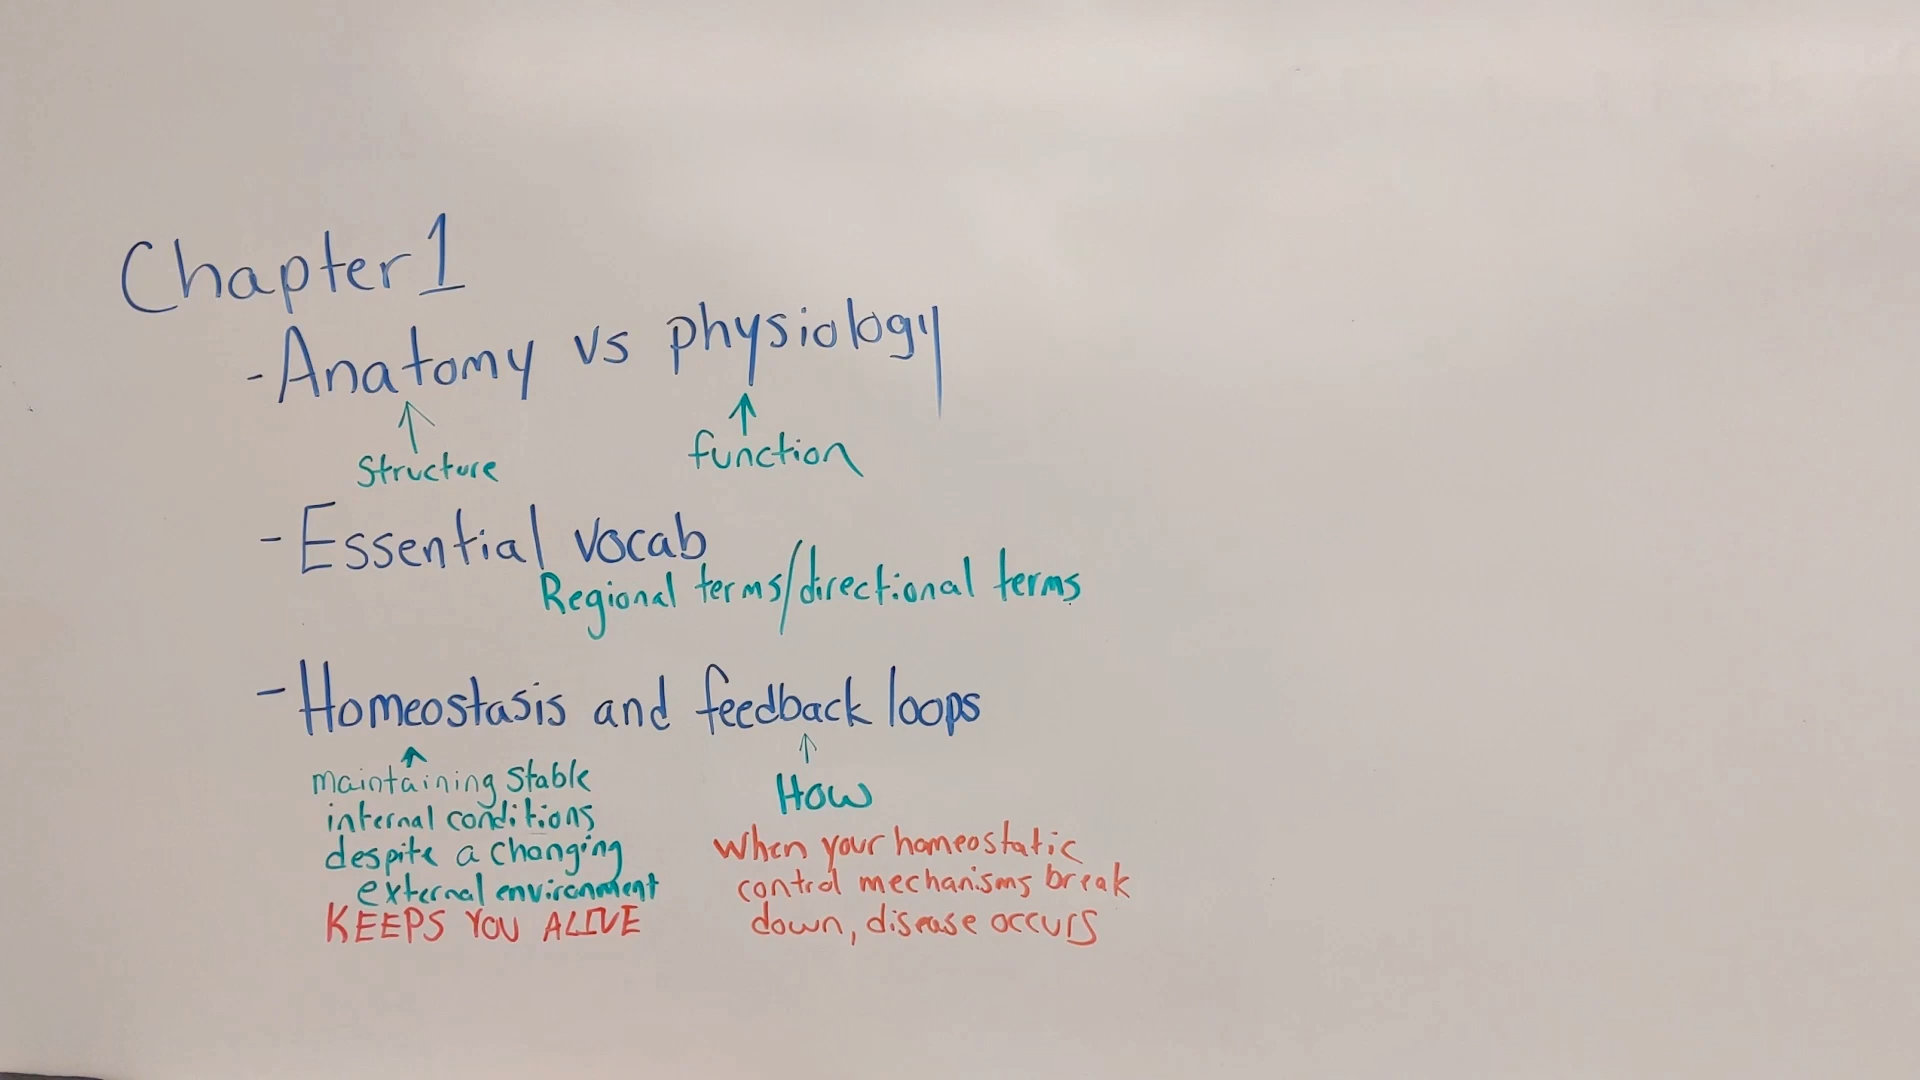 Chapter 1
- Anatomy vs physiology
Structure
function
- Essential vocab
Regional terms/directional terms
- Homeostasis and feedback loops
maintaining stable
internal conditions
despite a changing
external environment
KEEPS YOU ALIVE
How
When your homeostatic
control mechanisms break
down, disease occurs